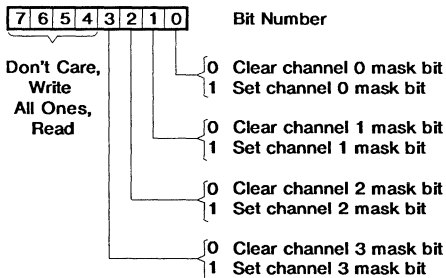 7 6 5 4 3 2 1 0 Bit Number
Don't Care,
Write
All Ones,
Read
0 Clear channel 0 mask bit
1 Set channel 0 mask bit
0 Clear channel 1 mask bit
1 Set channel 1 mask bit
0 Clear channel 2 mask bit
1 Set channel 2 mask bit
0 Clear channel 3 mask bit
1 Set channel 3 mask bit